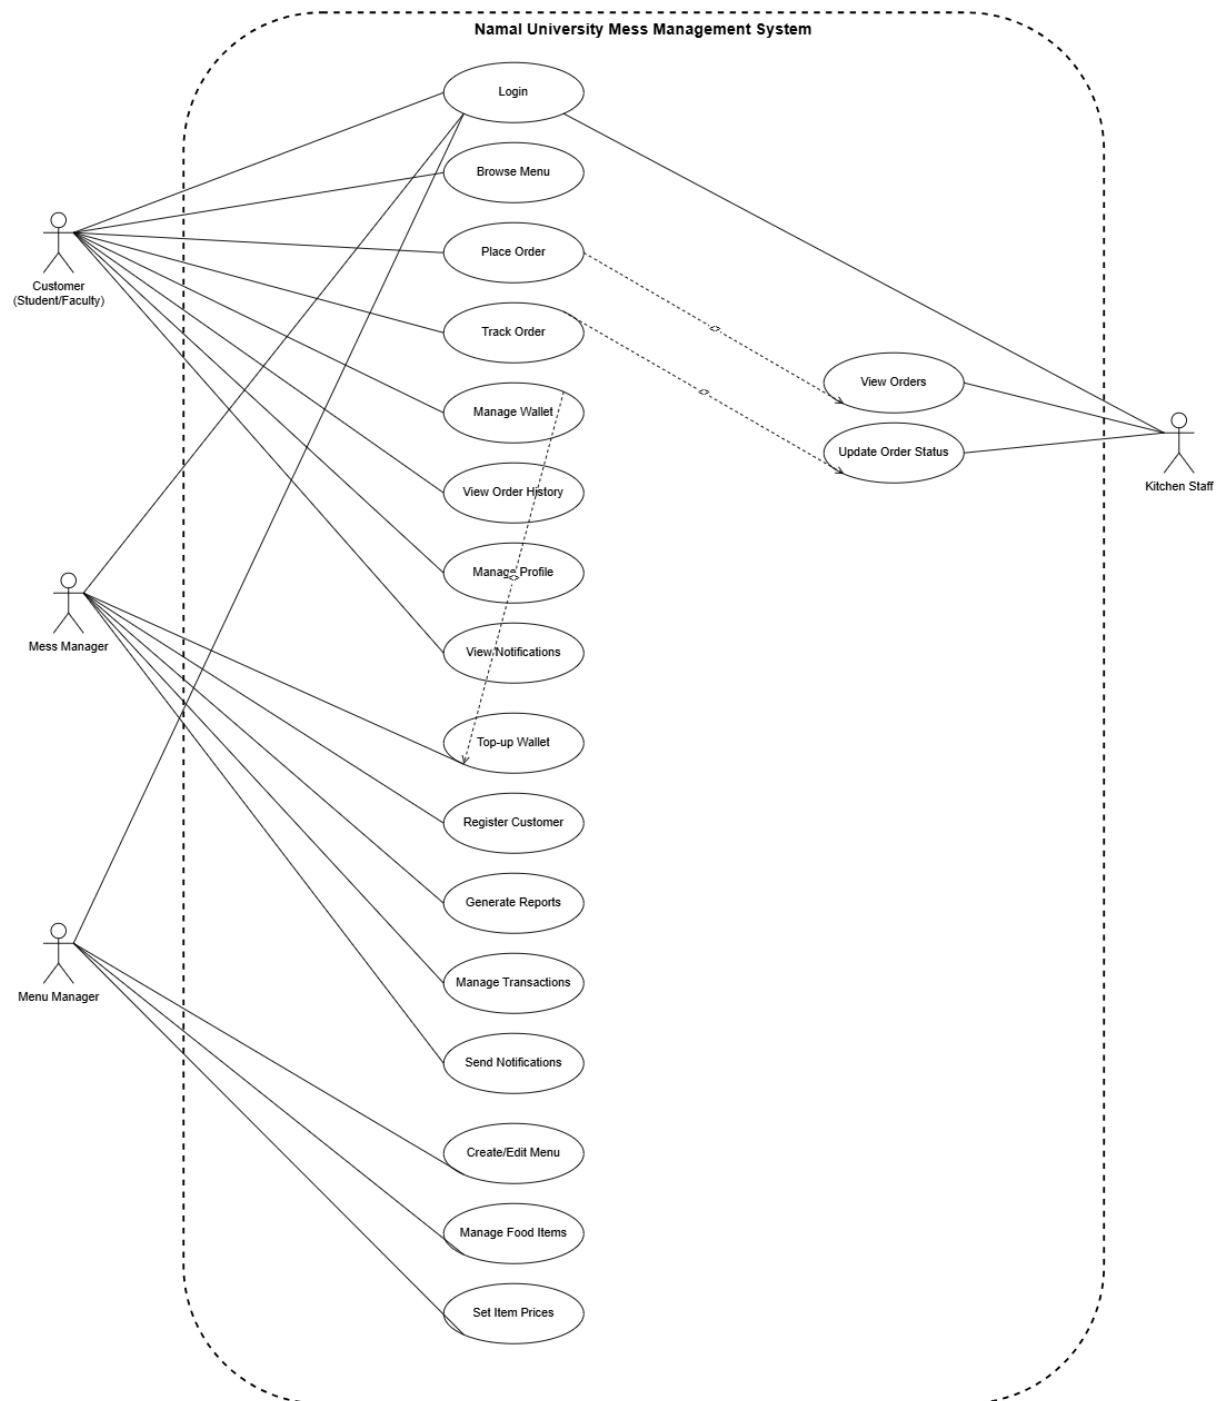 Namal University Mess Management System
Login
Browse Menu
Place Order
Customer
(Student/Faculty)
Track Order
View Orders
Manage Wallet
Update Order Status
Kitchen Staff
View Order History
Manage Profile
Mess Manager
View Notifications
Top-up Wallet
Register Customer
Generate Reports
Manage Transactions
Menu Manager
Send Notifications
Create/Edit Menu
Manage Food Items
Set Item Prices